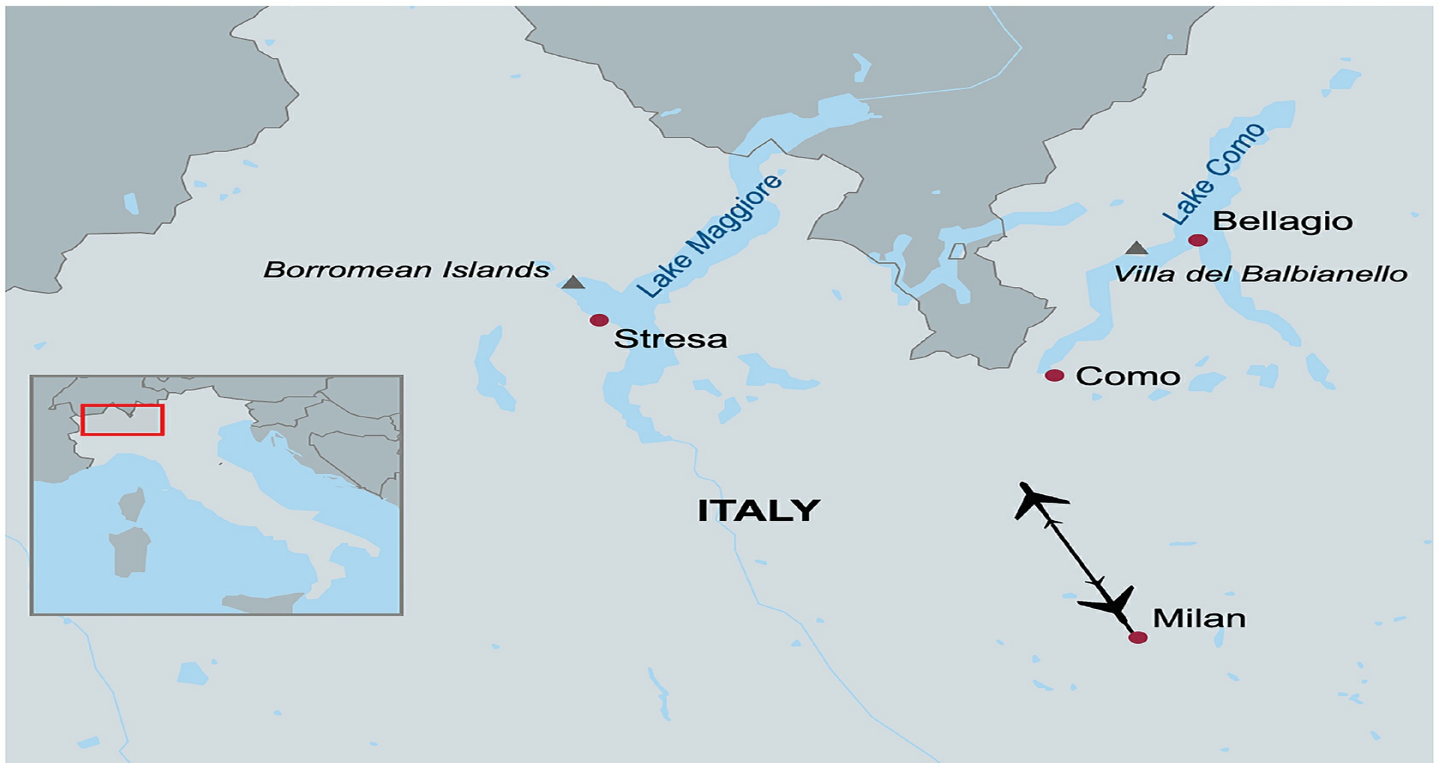 Lake Como
Bellagio
Lake Maggiore
Borromean Islands
Villa del Balbianello
Stresa
Como
ITALY
Milan